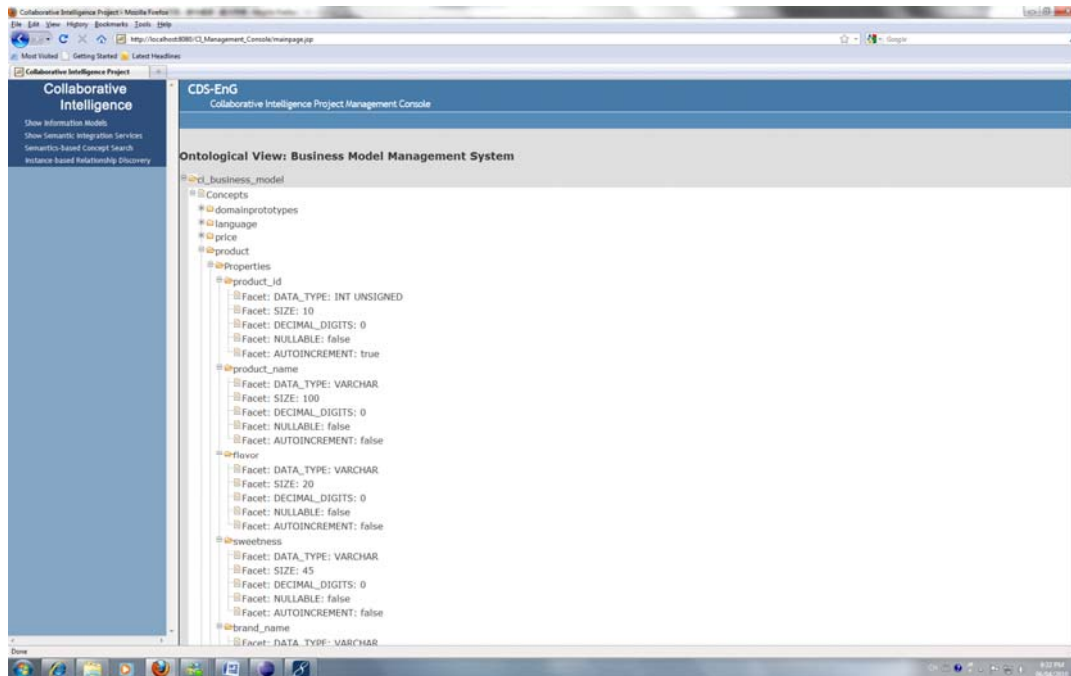 Collaborative Intelligence Project - Mozilla Firefox
File Edit View History Bookmarks Tools Help
http://localhost:8080/CI_Management_Console/mainpage.jsp
Google
Most Visited Getting Started Latest Headlines
Collaborative Intelligence Project
Collaborative
Intelligence
Show Information Models
Show Semantic Integration Services
Semantics-based Concept Search
Instance-based Relationship Discovery
CDS-EnG
Collaborative Intelligence Project Management Console
Ontological View: Business Model Management System
ci_business_model
Concepts
domainprototypes
language
price
product
Properties
product_id
Facet: DATA_TYPE: INT UNSIGNED
Facet: SIZE: 10
Facet: DECIMAL_DIGITS: 0
Facet: NULLABLE: false
Facet: AUTOINCREMENT: true
product_name
Facet: DATA_TYPE: VARCHAR
Facet: SIZE: 100
Facet: DECIMAL_DIGITS: 0
Facet: NULLABLE: false
Facet: AUTOINCREMENT: false
flavor
Facet: DATA_TYPE: VARCHAR
Facet: SIZE: 20
Facet: DECIMAL_DIGITS: 0
Facet: NULLABLE: false
Facet: AUTOINCREMENT: false
sweetness
Facet: DATA_TYPE: VARCHAR
Facet: SIZE: 45
Facet: DECIMAL_DIGITS: 0
Facet: NULLABLE: false
Facet: AUTOINCREMENT: false
brand_name
Facet: DATA_TYPE: VARCHAR
Done